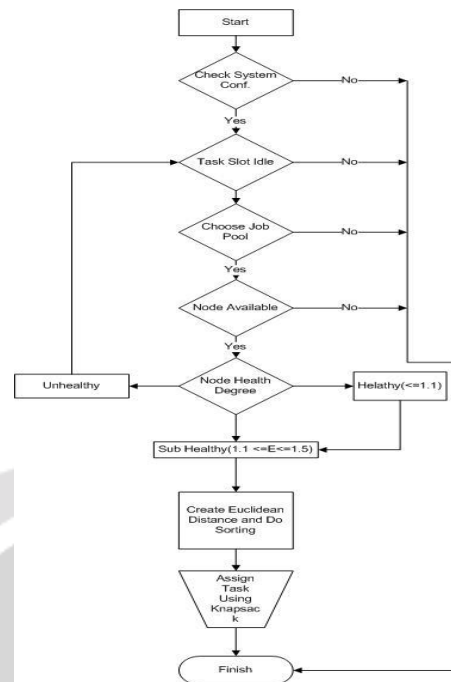 Start
Check System
Conf.
No
Yes
Task Slot Idle
No
Choose Job
Pool
No
Yes
Node Available
No
Yes
Unhealthy
Node Health
Degree
Helathy(<=1.1)
Sub Healthy(1.1 <=E<=1.5)
Create Euclidean
Distance and Do
Sorting
Assign
Task
Using
Knapsac
k
Finish